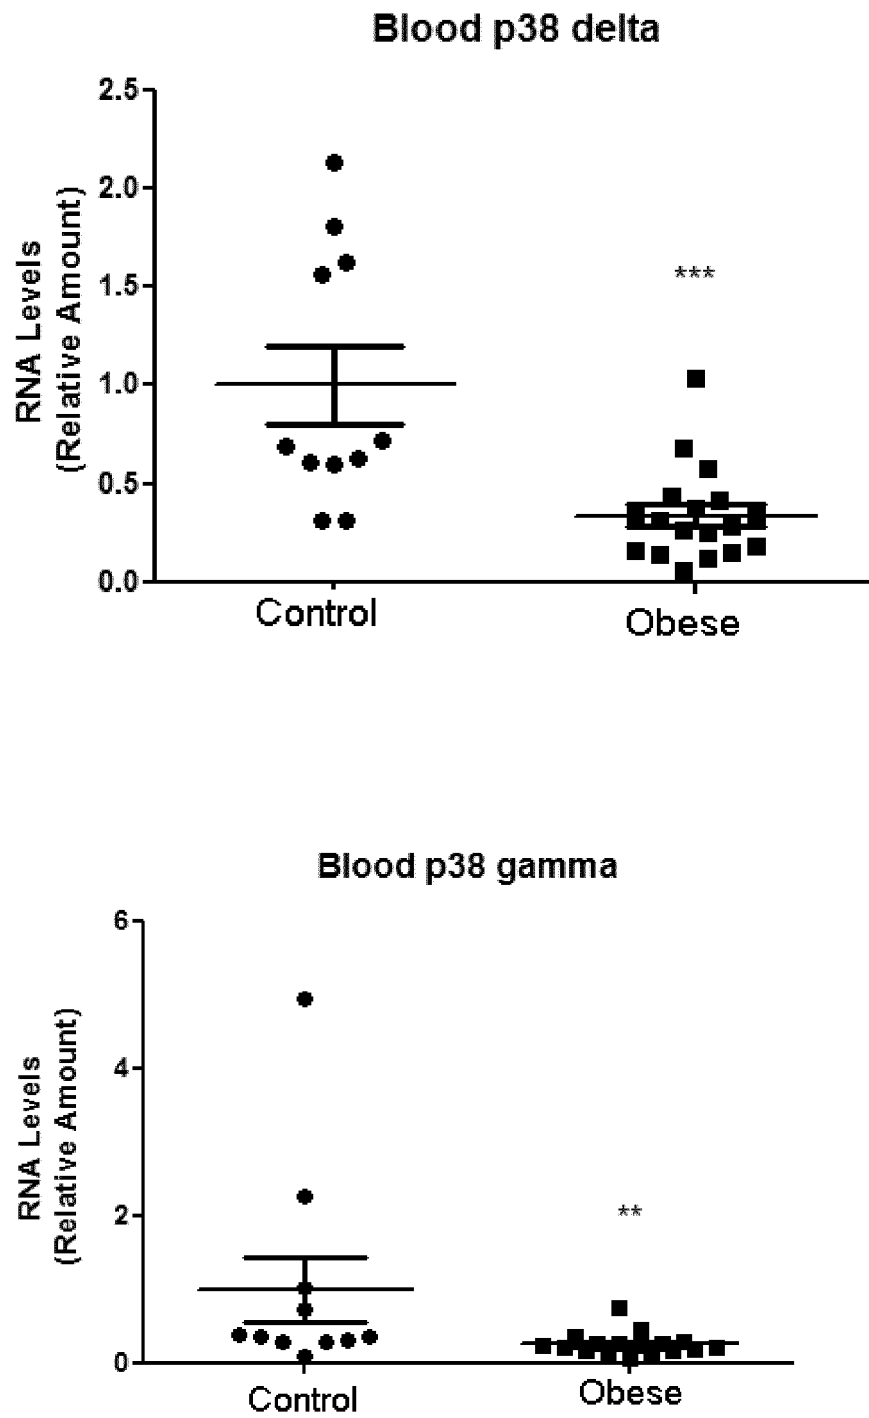 Blood p38 delta
2.5
2.0
1.5
1.0
0.5
0.0
RNA Levels
(Relative Amount)
***
Control
Obese
Blood p38 gamma
6
4
2
0
RNA Levels
(Relative Amount)
**
Control
Obese